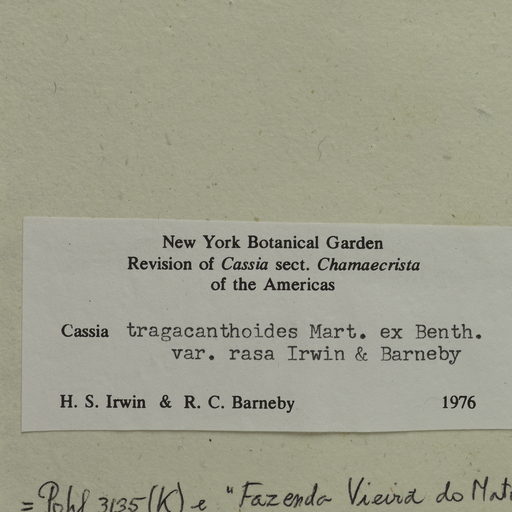 New York Botanical Garden
Revision of Cassia sect. Chamaecrista
of the Americas
Cassia tragacanthoides Mart. ex Benth.
var. rasa Irwin & Barneby
H. S. Irwin & R. C. Barneby 1976
= Pohl 3135 (K) e "Fazenda Vieira do